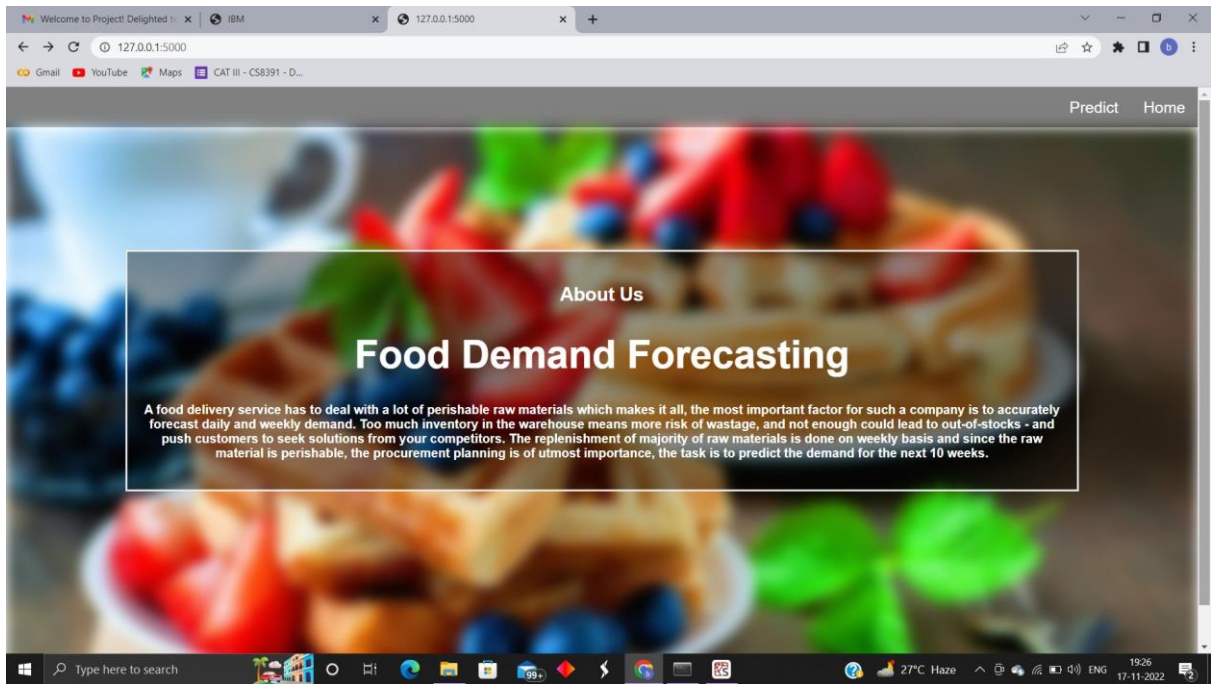 Welcome to Project! Delighted t
IBM
127.0.0.1:5000
127.0.0.1:5000
Gmail
YouTube
Maps
CAT III - CS8391 - D...
Predict
Home
About Us
Food Demand Forecasting
A food delivery service has to deal with a lot of perishable raw materials which makes it all, the most important factor for such a company is to accurately
forecast daily and weekly demand. Too much inventory in the warehouse means more risk of wastage, and not enough could lead to out-of-stocks - and
push customers to seek solutions from your competitors. The replenishment of majority of raw materials is done on weekly basis and since the raw
material is perishable, the procurement planning is of utmost importance, the task is to predict the demand for the next 10 weeks.
Type here to search
99+
27°C Haze
ENG
19:26
17-11-2022
2